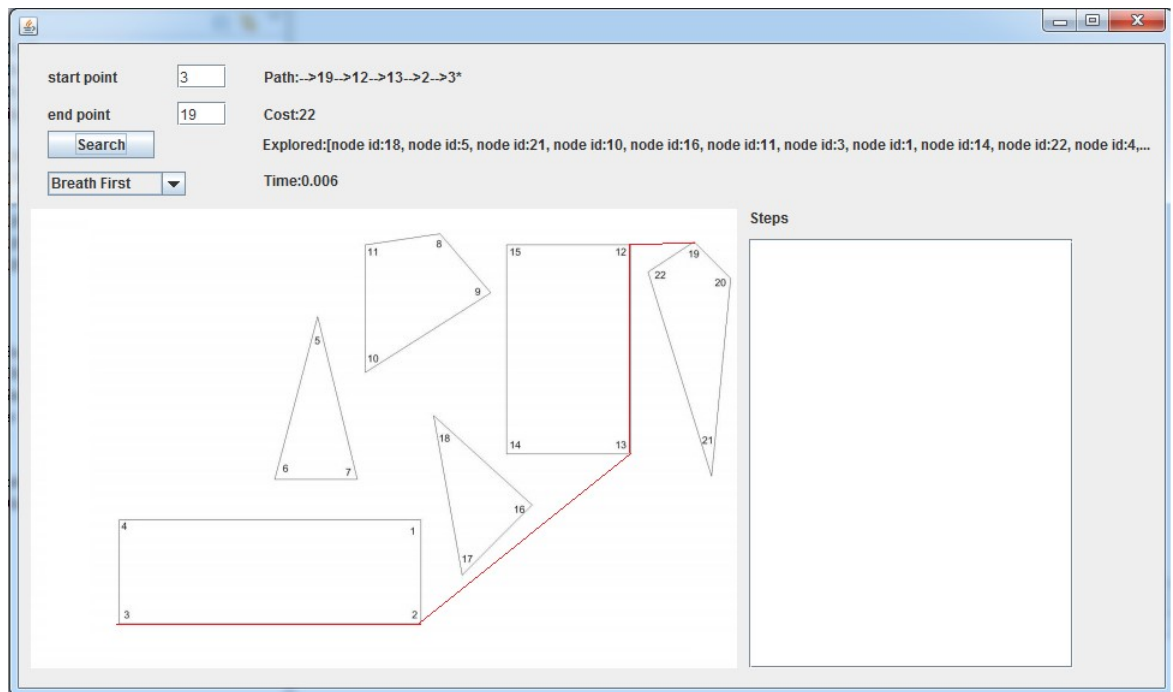 start point 3 Path:-->19-->12-->13-->2-->3*
end point 19 Cost:22
Search Explored:[node id:18, node id:5, node id:21, node id:10, node id:16, node id:11, node id:3, node id:1, node id:14, node id:22, node id:4,...
Breath First Time:0.006
Steps
11 8 15 12 19
22 20
9
5
10
18 14 13 21
6 7
16
4 1
17
3 2